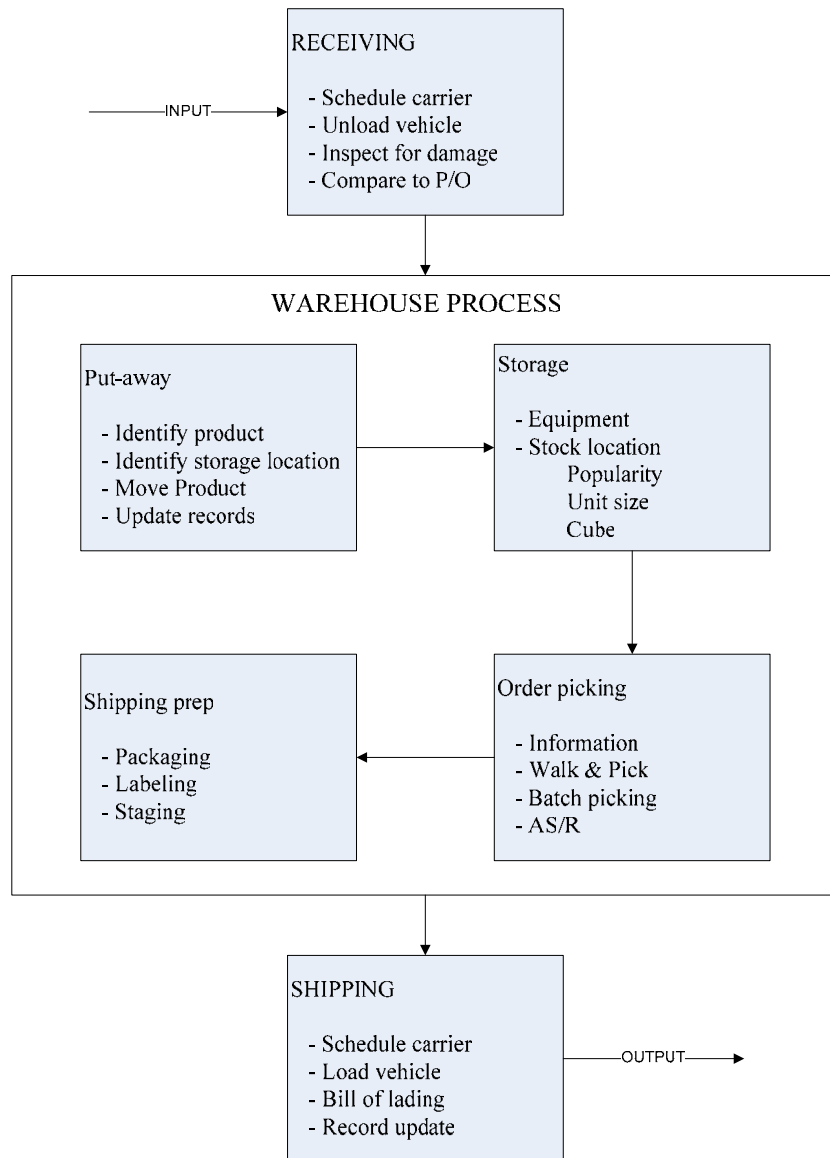 RECEIVING
- Schedule carrier
- Unload vehicle
- Inspect for damage
- Compare to P/O
INPUT
WAREHOUSE PROCESS
Put-away
- Identify product
- Identify storage location
- Move Product
- Update records
Storage
- Equipment
- Stock location
Popularity
Unit size
Cube
Order picking
- Information
- Walk & Pick
- Batch picking
- AS/R
Shipping prep
- Packaging
- Labeling
- Staging
SHIPPING
- Schedule carrier
- Load vehicle
- Bill of lading
- Record update
OUTPUT